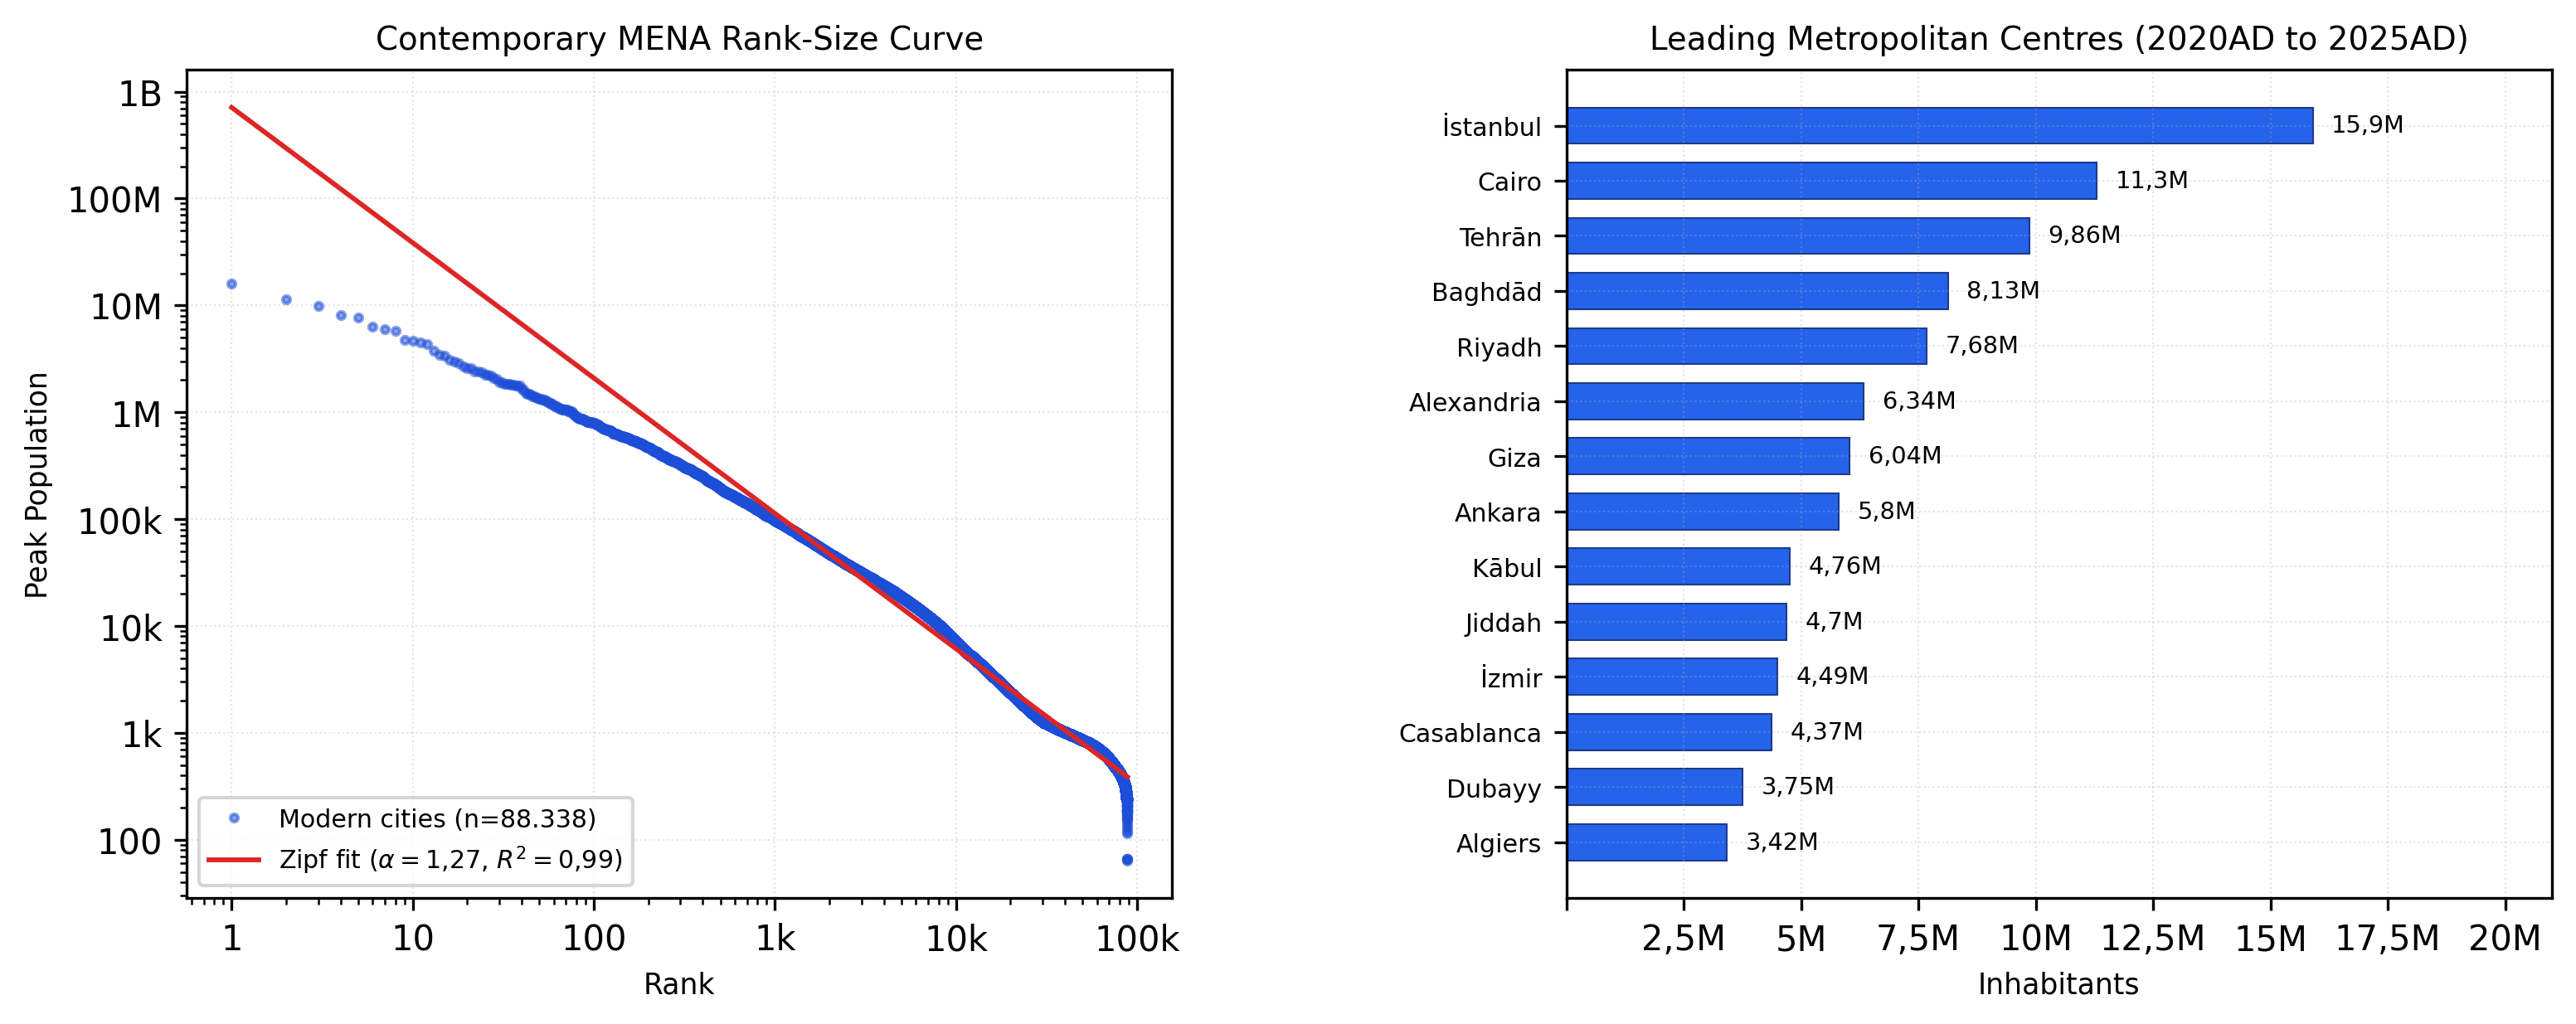 Contemporary MENA Rank-Size Curve
Peak Population
1B
100M
10M
1M
100k
10k
1k
100
Modern cities (n=88.338)
Zipf fit (α = 1,27, R² = 0,99)
1 10 100 1k 10k 100k
Rank
Leading Metropolitan Centres (2020AD to 2025AD)
İstanbul 15,9M
Cairo 11,3M
Tehrān 9,86M
Baghdād 8,13M
Riyadh 7,68M
Alexandria 6,34M
Giza 6,04M
Ankara 5,8M
Kābul 4,76M
Jiddah 4,7M
İzmir 4,49M
Casablanca 4,37M
Dubayy 3,75M
Algiers 3,42M
2,5M 5M 7,5M 10M 12,5M 15M 17,5M 20M
Inhabitants